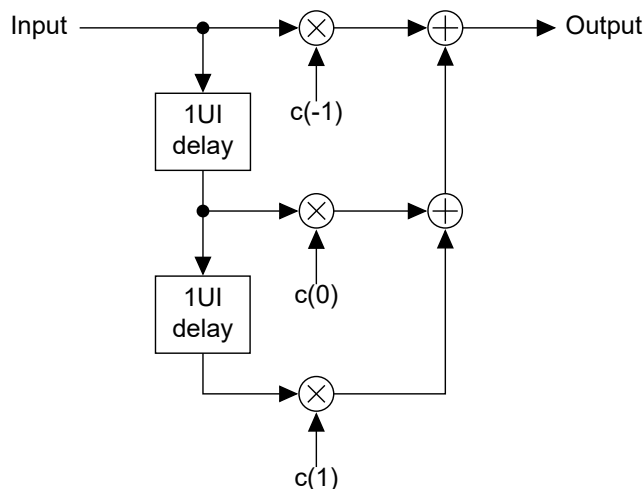 Input
Output
c(-1)
1UI
delay
c(0)
1UI
delay
c(1)